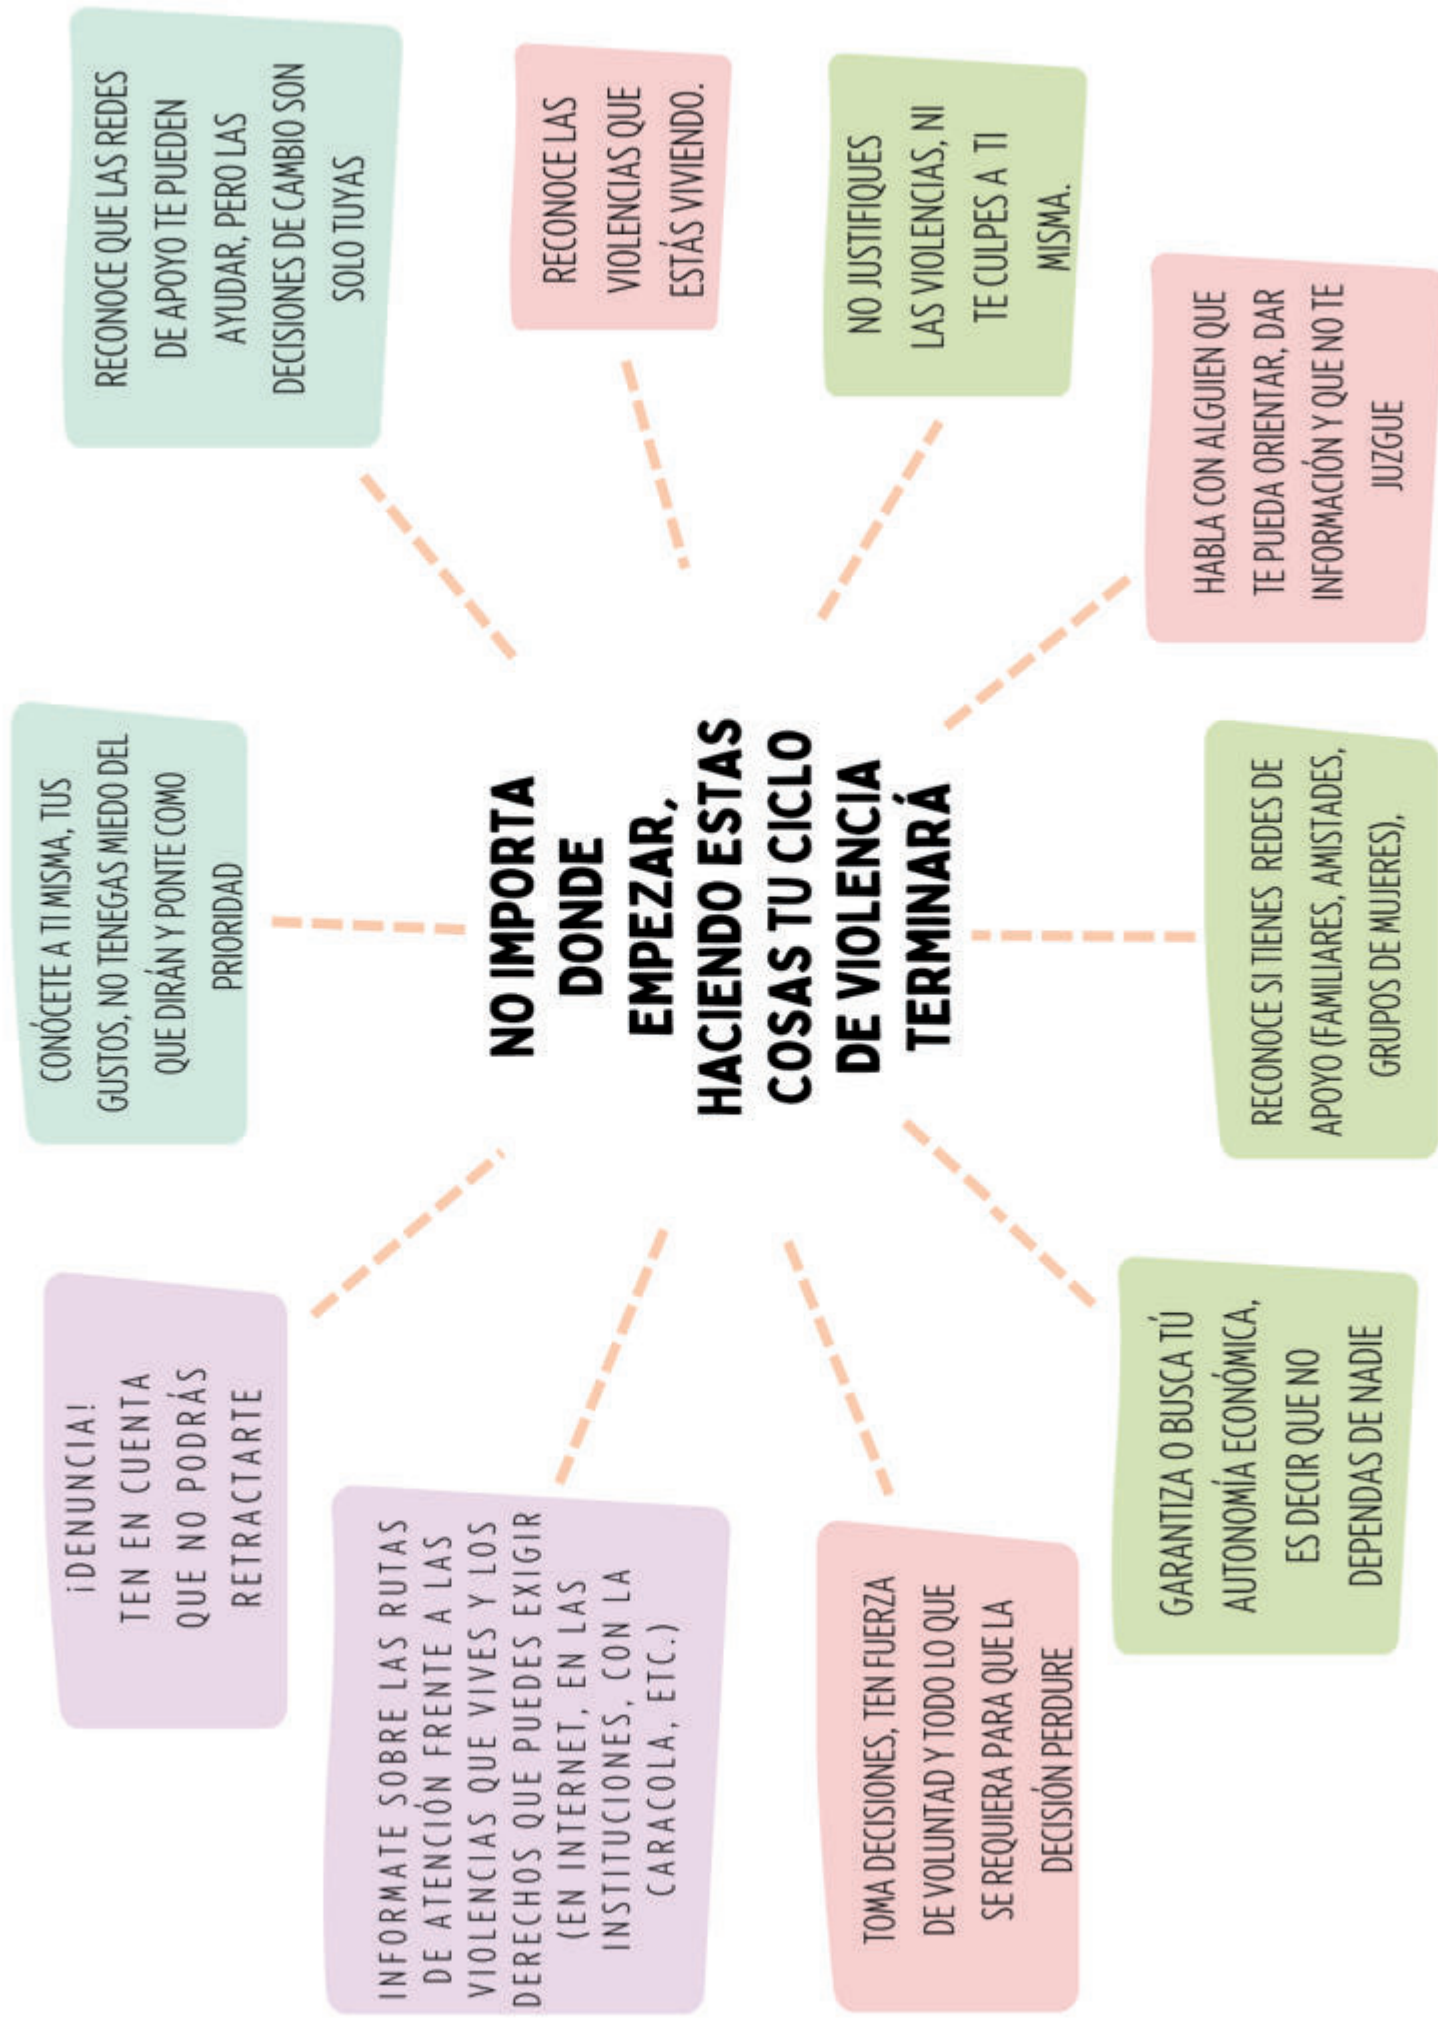 NO IMPORTA
DONDE
EMPEZAR,
HACIENDO ESTAS
COSAS TU CICLO
DE VIOLENCIA
TERMINARÁ
CONÓCETE A TI MISMA, TUS
GUSTOS, NO TENEGAS MIEDO DEL
QUE DIRÁN Y PONTE COMO
PRIORIDAD
RECONOCE QUE LAS REDES
DE APOYO TE PUEDEN
AYUDAR, PERO LAS
DECISIONES DE CAMBIO SON
SOLO TUYAS
RECONOCE LAS
VIOLENCIAS QUE
ESTÁS VIVIENDO.
NO JUSTIFIQUES
LAS VIOLENCIAS, NI
TE CULPES A TI
MISMA.
HABLA CON ALGUIEN QUE
TE PUEDA ORIENTAR, DAR
INFORMACIÓN Y QUE NO TE
JUZGUE
RECONOCE SI TIENES REDES DE
APOYO (FAMILIARES, AMISTADES,
GRUPOS DE MUJERES),
GARANTIZA O BUSCA TÚ
AUTONOMÍA ECONÓMICA,
ES DECIR QUE NO
DEPENDAS DE NADIE
TOMA DECISIONES, TEN FUERZA
DE VOLUNTAD Y TODO LO QUE
SE REQUIERA PARA QUE LA
DECISIÓN PERDURE
INFORMATE SOBRE LAS RUTAS
DE ATENCIÓN FRENTE A LAS
VIOLENCIAS QUE VIVES Y LOS
DERECHOS QUE PUEDES EXIGIR
(EN INTERNET, EN LAS
INSTITUCIONES, CON LA
CARACOLA, ETC.)
¡DENUNCIA!
TEN EN CUENTA
QUE NO PODRÁS
RETRACTARTE